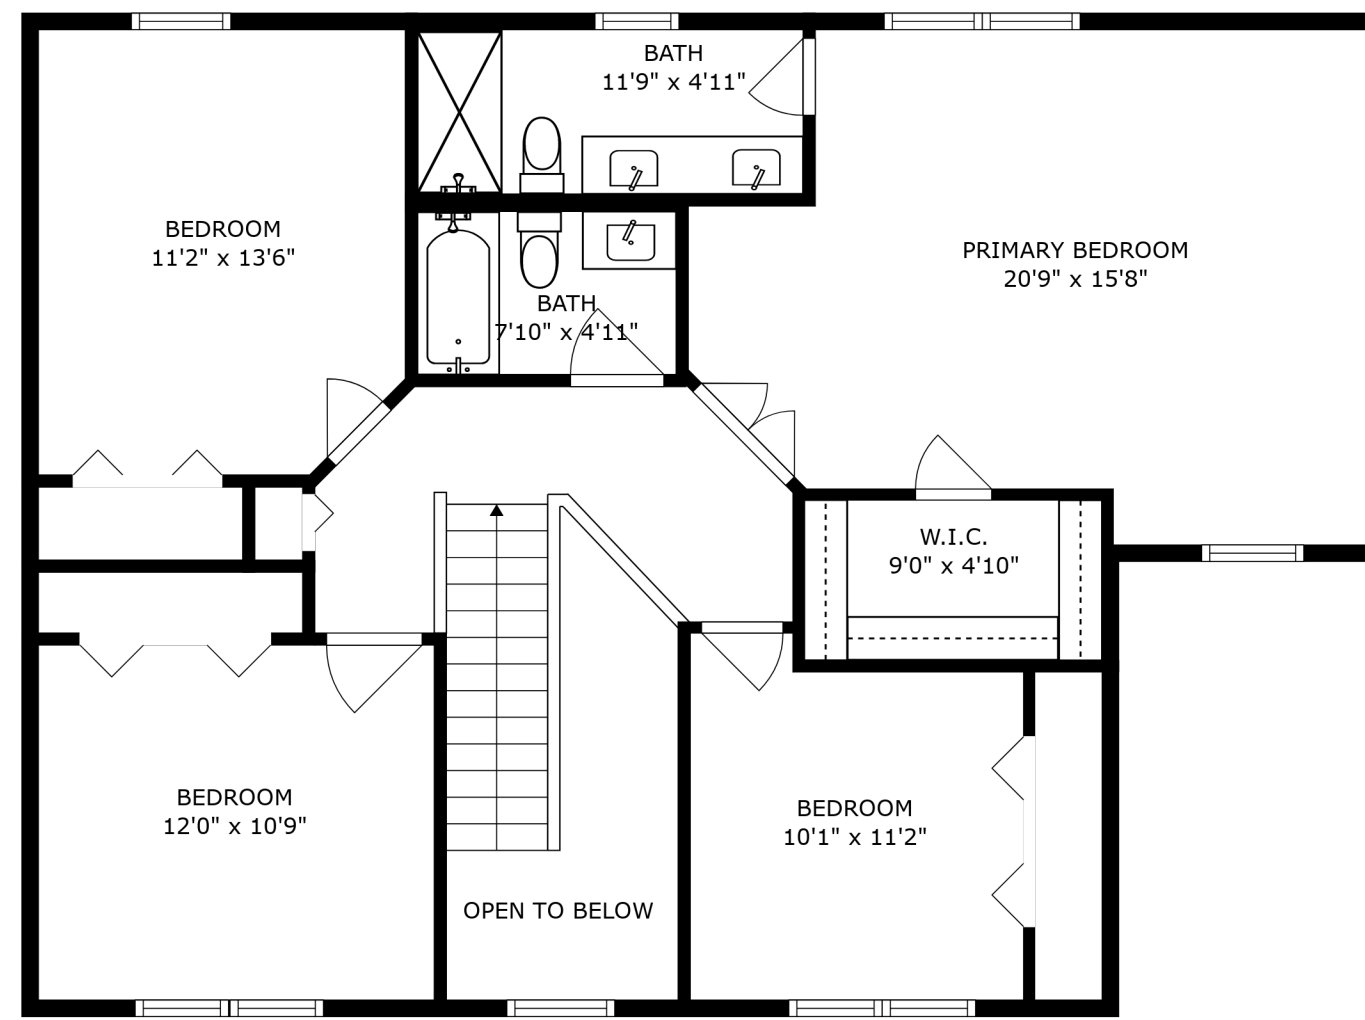 BATH
11'9" x 4'11"
BEDROOM
11'2" x 13'6"
PRIMARY BEDROOM
20'9" x 15'8"
BATH
7'10" x 4'11"
W.I.C.
9'0" x 4'10"
BEDROOM
12'0" x 10'9"
BEDROOM
10'1" x 11'2"
OPEN TO BELOW